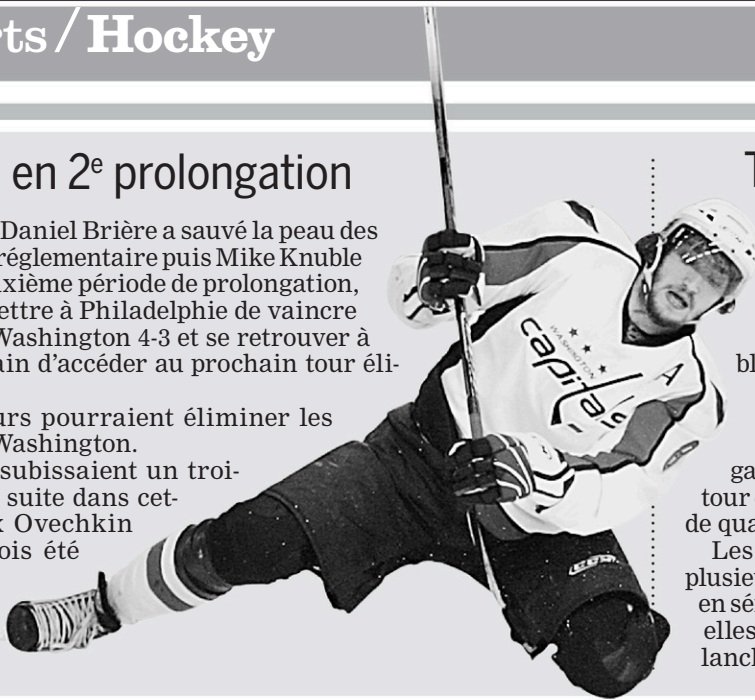 ts / Hockey
en 2e prolongation
Daniel Brière a sauvé la peau des
réglementaire puis Mike Knuble
xième période de prolongation,
ettre à Philadelphie de vaincre
Washington 4-3 et se retrouver à
ain d'accéder au prochain tour éli-
urs pourraient éliminer les
Washington.
subissaient un troi-
suite dans cet-
x Ovechkin
ois été
WASHINGTON
capitals
A
T
bl
ga
tour
de qua
Les
plusieu
en sé
elles
lancl